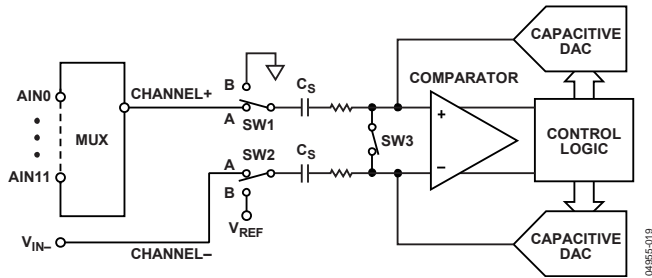 CAPACITIVE
DAC
B
CHANNEL+
CS
COMPARATOR
AIN0
A
SW1
+
MUX
SW3
CONTROL
LOGIC
A
SW2
CS
–
AIN11
B
VREF
VIN–
CHANNEL–
CAPACITIVE
DAC
04955-019